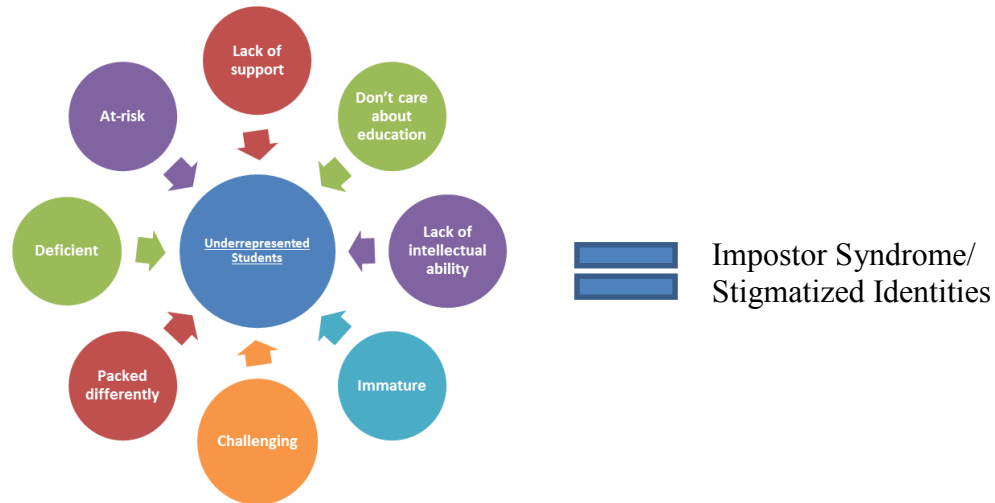 Lack of
support
Don't care
about
education
Lack of
intellectual
ability
Immature
Challenging
Packed
differently
Deficient
At-risk
Underrepresented
Students
Impostor Syndrome/
Stigmatized Identities